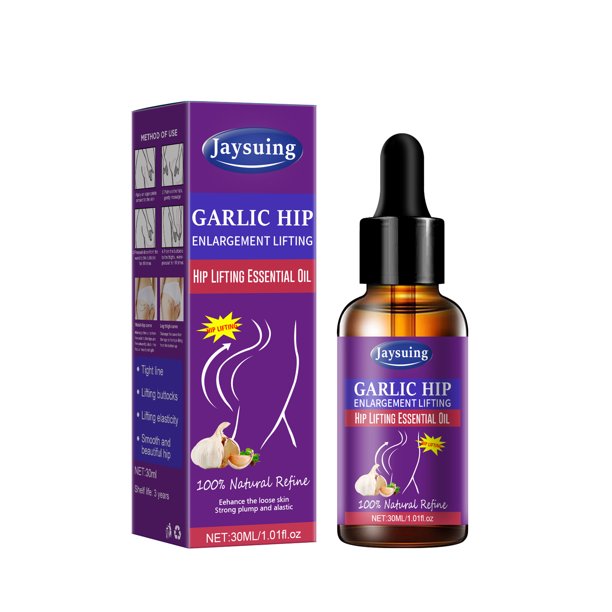 METHOD OF USE
• Tight line
• Lifting buttocks
• Lifting elasticity
• Smooth and
beautiful hip
NET:30ml
Shelf life: 3 years
Jaysuing
GARLIC HIP
ENLARGEMENT LIFTING
HIP LIFTING ESSENTIAL OIL
HIP LIFTING
100% Natural Refine
Enhance the loose skin
Strong plump and alastic
NET:30ML/1.01fl.oz
Jaysuing
GARLIC HIP
ENLARGEMENT LIFTING
HIP LIFTING ESSENTIAL OIL
HIP LIFTING
100% Natural Refine
NET:30ML/1.01fl.oz